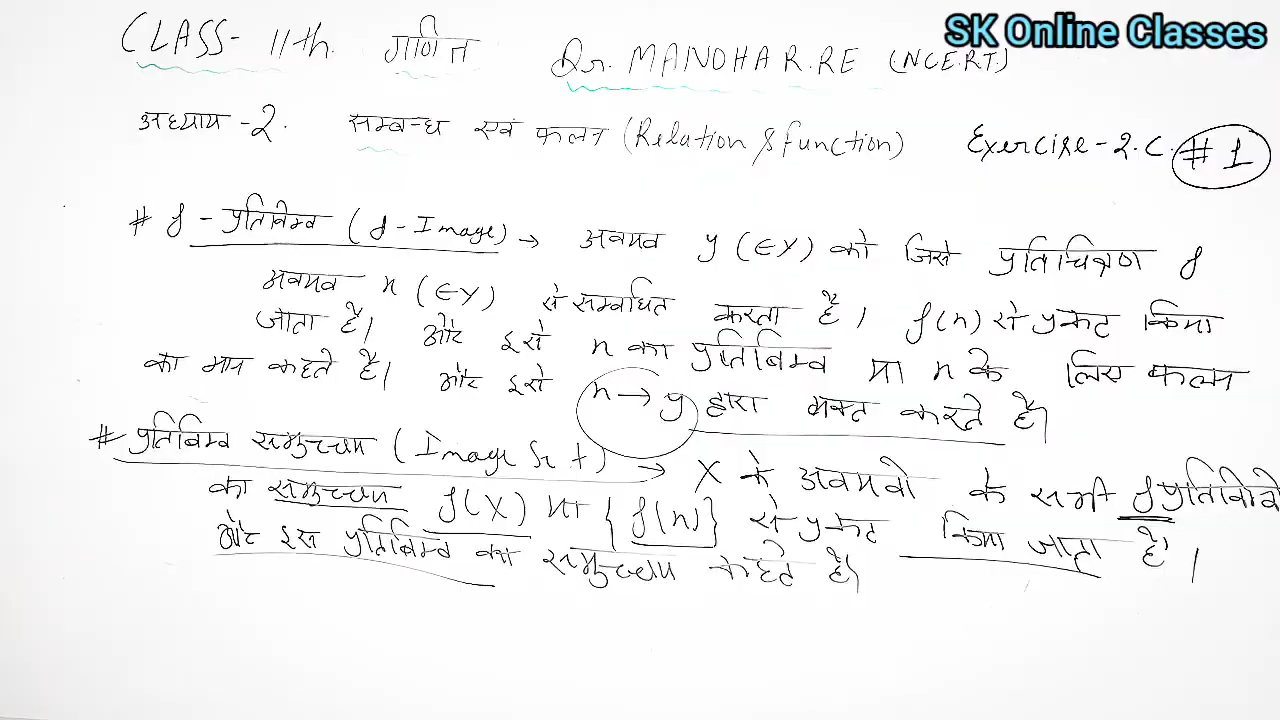 SK Online Classes
CLASS- 11th. गणित Dr. MANOHAR.RE (N.C.E.R.T.)
अध्याय -2. सम्बन्ध एवं फलन (Relation & function) Exercise-2.C. # 1
# f - प्रतिबिम्ब (f-Image) → अवयव y (∈Y) को जिसे प्रतिचित्रण f
अवयव x (∈Y) से सम्बंधित करता है। f(x) से प्रकट किया
जाता है। और इसे x का प्रतिबिम्ब या x के लिए फलन
का मान कहते हैं। और इसे x → y द्वारा व्यक्त करते हैं।
# प्रतिबिम्ब समुच्चय (Image Set) → X के अवयवों के सभी f प्रतिबिंबों
का समुच्चय f(X) या {f(x)} से प्रकट किया जाता है।
और इस प्रतिबिम्ब का समुच्चय कहते हैं।